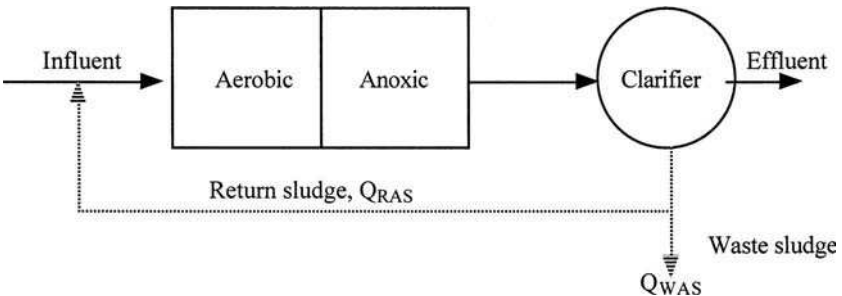 Influent
Aerobic
Anoxic
Clarifier
Effluent
Return sludge, QRAS
Waste sludge
QWAS